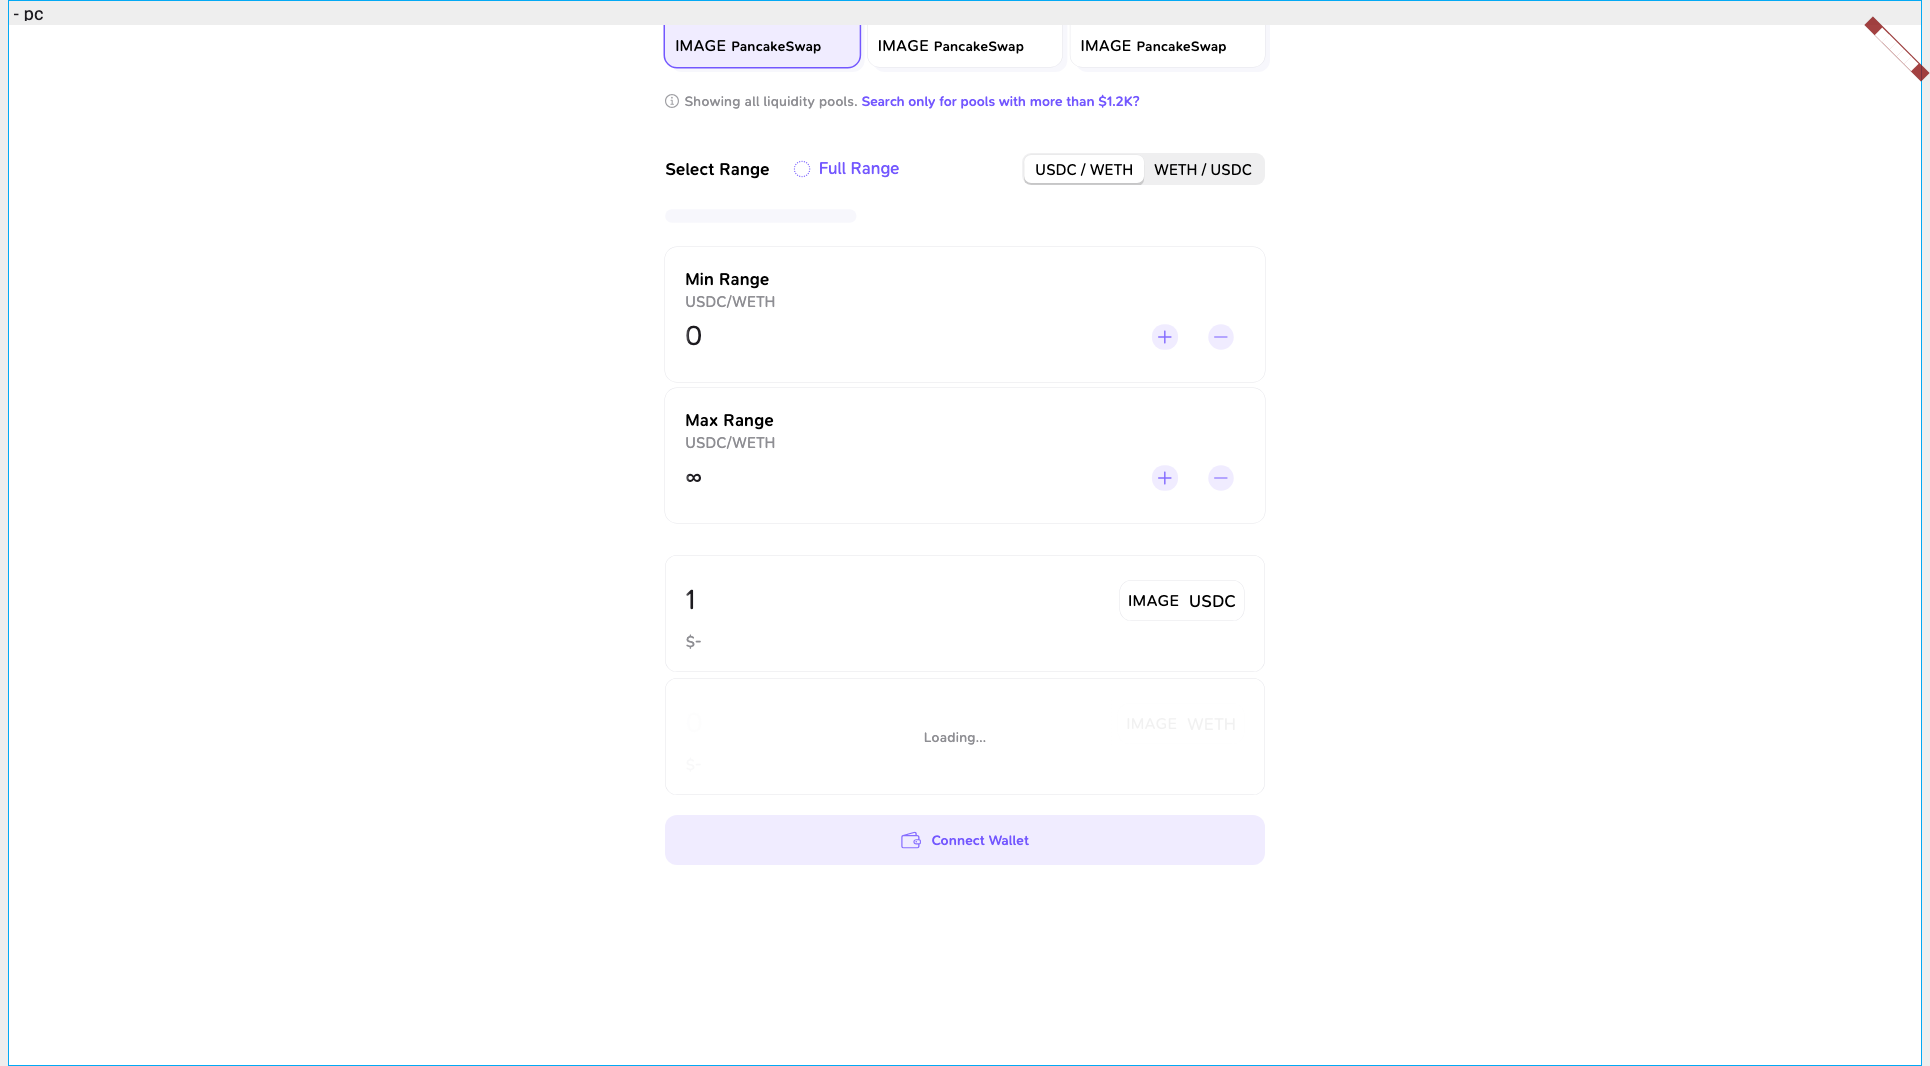 - pc
IMAGE PancakeSwap IMAGE PancakeSwap IMAGE PancakeSwap
Showing all liquidity pools. Search only for pools with more than $1.2K?
Select Range Full Range USDC / WETH WETH / USDC
Min Range
USDC/WETH
0
Max Range
USDC/WETH
∞
1 IMAGE USDC
$-
0 IMAGE WETH
Loading...
$-
Connect Wallet